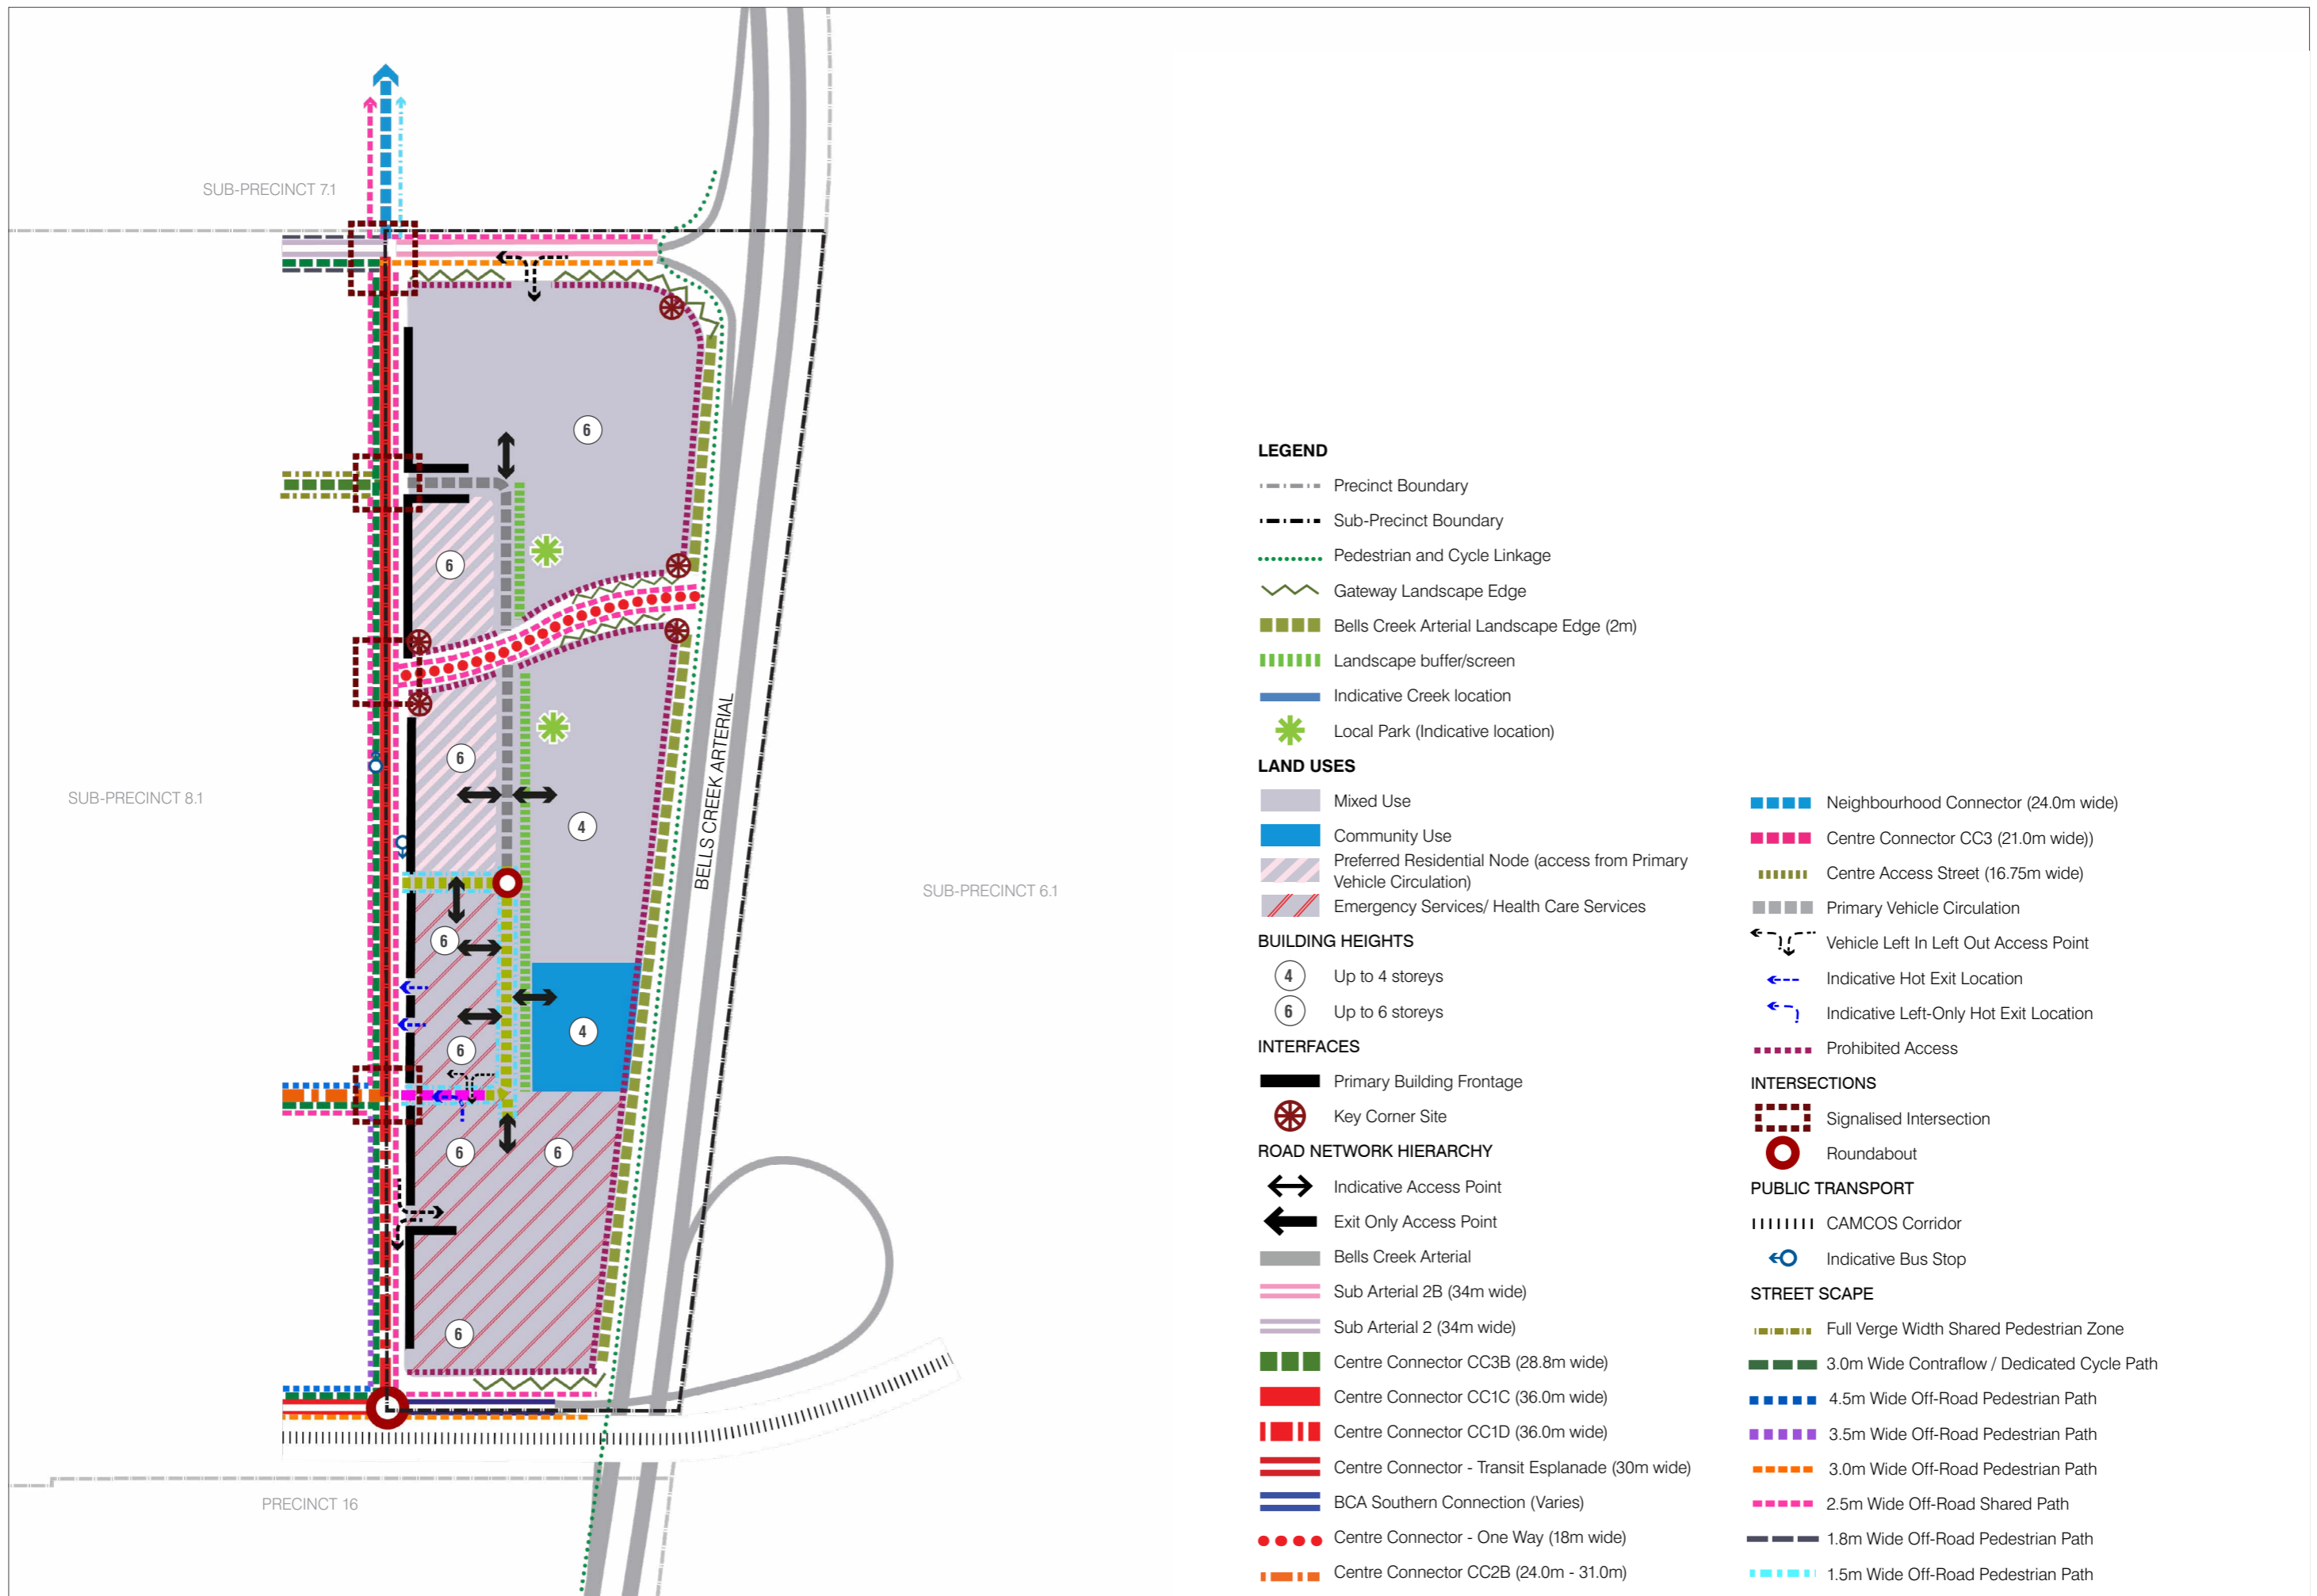 SUB-PRECINCT 7.1
6
6
6
4
SUB-PRECINCT 8.1
BELLS CREEK ARTERIAL
SUB-PRECINCT 6.1
6
4
6
6
6
6
PRECINCT 16
LEGEND
Precinct Boundary
Sub-Precinct Boundary
Pedestrian and Cycle Linkage
Gateway Landscape Edge
Bells Creek Arterial Landscape Edge (2m)
Landscape buffer/screen
Indicative Creek location
Local Park (Indicative location)
LAND USES
Mixed Use
Community Use
Preferred Residential Node (access from Primary
Vehicle Circulation)
Emergency Services/ Health Care Services
BUILDING HEIGHTS
4 Up to 4 storeys
6 Up to 6 storeys
INTERFACES
Primary Building Frontage
Key Corner Site
ROAD NETWORK HIERARCHY
Indicative Access Point
Exit Only Access Point
Bells Creek Arterial
Sub Arterial 2B (34m wide)
Sub Arterial 2 (34m wide)
Centre Connector CC3B (28.8m wide)
Centre Connector CC1C (36.0m wide)
Centre Connector CC1D (36.0m wide)
Centre Connector - Transit Esplanade (30m wide)
BCA Southern Connection (Varies)
Centre Connector - One Way (18m wide)
Centre Connector CC2B (24.0m - 31.0m)
Neighbourhood Connector (24.0m wide)
Centre Connector CC3 (21.0m wide))
Centre Access Street (16.75m wide)
Primary Vehicle Circulation
Vehicle Left In Left Out Access Point
Indicative Hot Exit Location
Indicative Left-Only Hot Exit Location
Prohibited Access
INTERSECTIONS
Signalised Intersection
Roundabout
PUBLIC TRANSPORT
CAMCOS Corridor
Indicative Bus Stop
STREET SCAPE
Full Verge Width Shared Pedestrian Zone
3.0m Wide Contraflow / Dedicated Cycle Path
4.5m Wide Off-Road Pedestrian Path
3.5m Wide Off-Road Pedestrian Path
3.0m Wide Off-Road Pedestrian Path
2.5m Wide Off-Road Shared Path
1.8m Wide Off-Road Pedestrian Path
1.5m Wide Off-Road Pedestrian Path